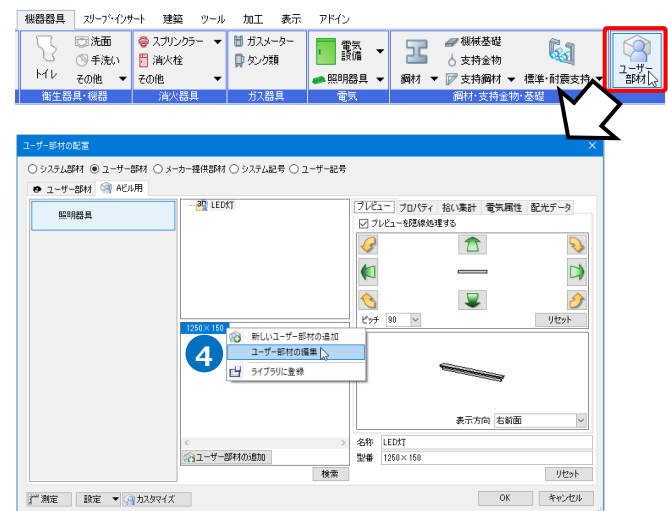 機器器具 スリーブ・インサート 建築 ツール 加工 表示 アドイン
トイレ 洗面 手洗い その他
スプリンクラー 消火栓 その他
ガスメーター タンク類
電気設備 照明器具
鋼材 機械基礎 支持金物 支持鋼材 標準・耐震支持
ユーザー部材
衛生器具・機器 消火器具 ガス器具 電気 鋼材・支持金物・基礎
ユーザー部材の配置
システム部材 ユーザー部材 メーカー提供部材 システム記号 ユーザー記号
ユーザー部材 Aビル用
照明器具
3D LED灯
プレビュー プロパティ 拾い集計 電気属性 配光データ
プレビューを隠線処理する
ピッチ 90 リセット
1250×150
4
新しいユーザー部材の追加
ユーザー部材の編集
ライブラリに登録
表示方向 右前面
名称 LED灯
ユーザー部材の追加 型番 1250×150
検索 リセット
測定 設定 カスタマイズ OK キャンセル